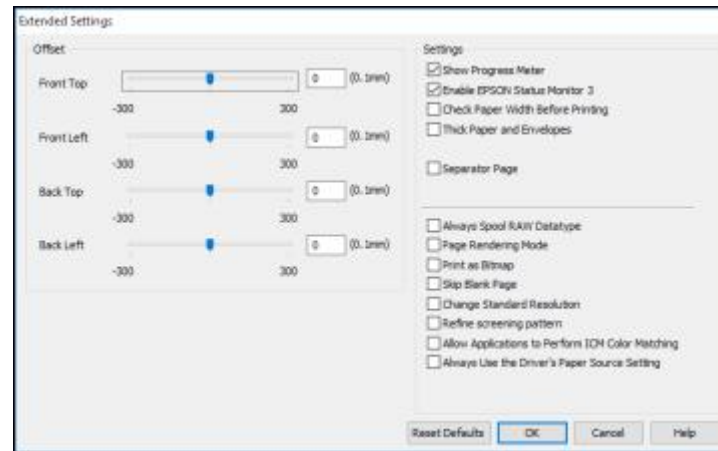 Extended Settings
Offset
Front Top
0
(0.1mm)
-300
300
Front Left
0
(0.1mm)
-300
300
Back Top
0
(0.1mm)
-300
300
Back Left
0
(0.1mm)
-300
300
Settings
Show Progress Meter
Enable EPSON Status Monitor 3
Check Paper Width Before Printing
Thick Paper and Envelopes
Separator Page
Always Spool RAW Datatype
Page Rendering Mode
Print as Bitmap
Skip Blank Page
Change Standard Resolution
Refine screening pattern
Allow Applications to Perform ICM Color Matching
Always Use the Driver's Paper Source Setting
Reset Defaults
OK
Cancel
Help